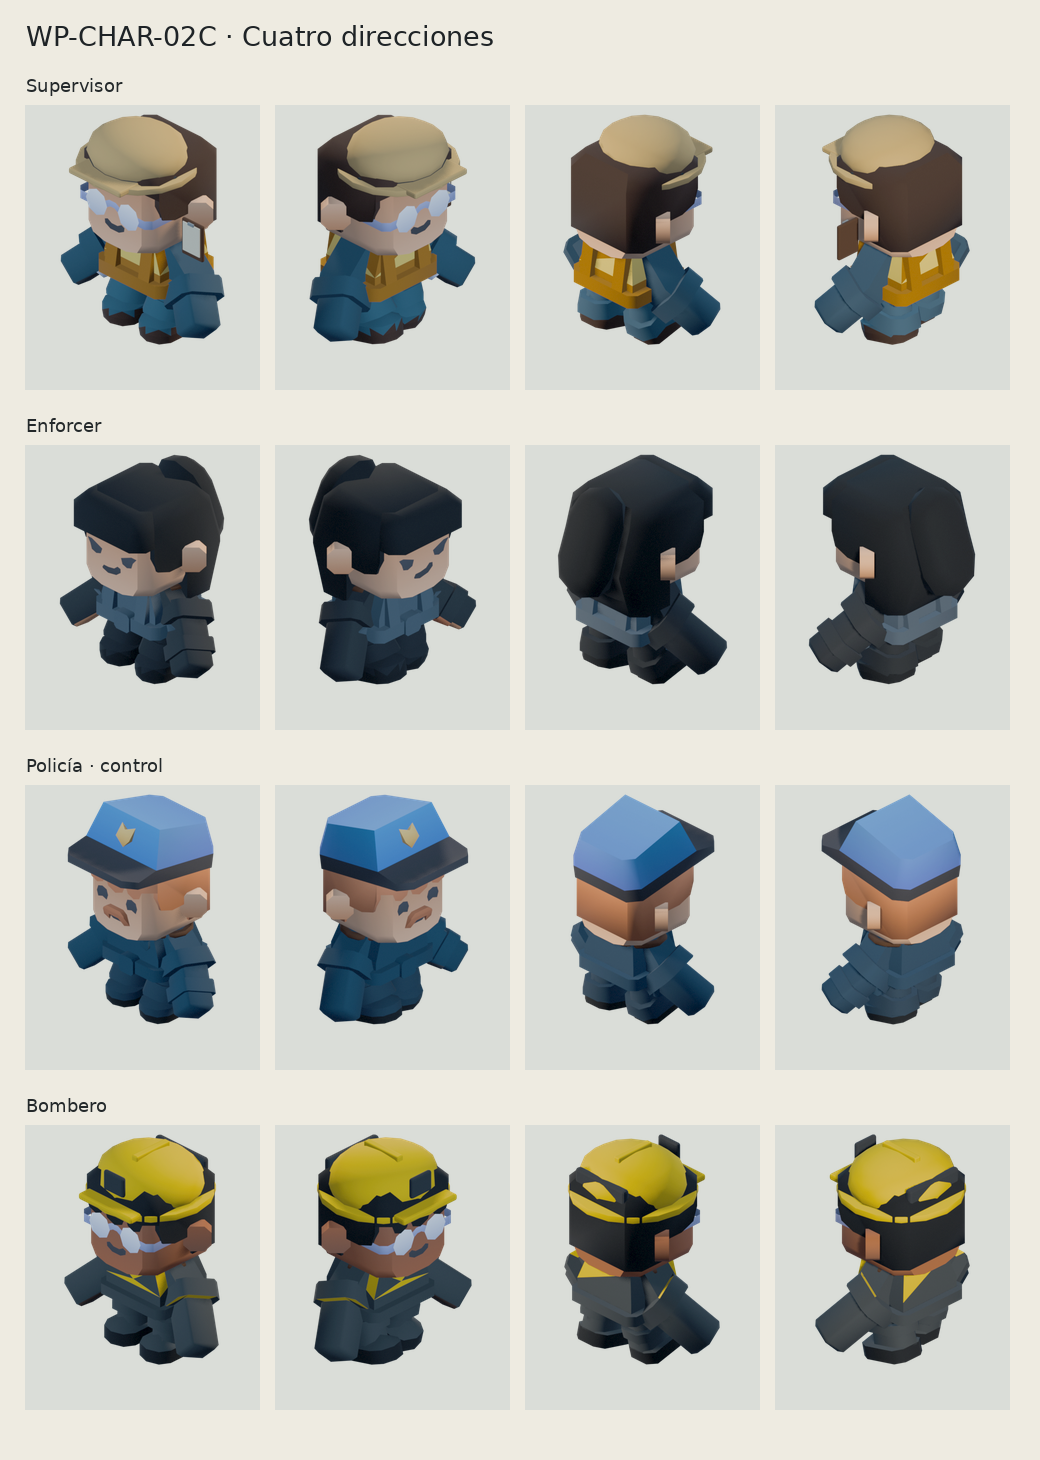 WP-CHAR-02C · Cuatro direcciones
Supervisor
Enforcer
Policía · control
Bombero